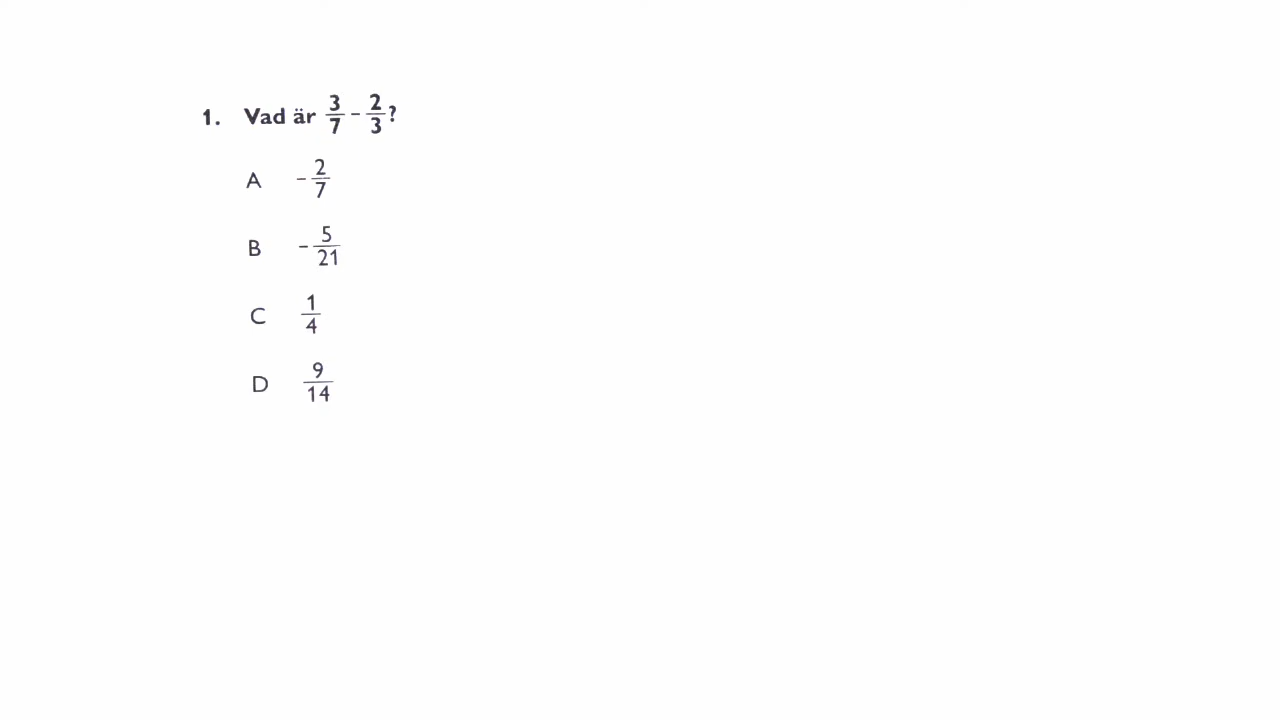 1. Vad är 3/7 - 2/3?
A -2/7
B -5/21
C 1/4
D 9/14